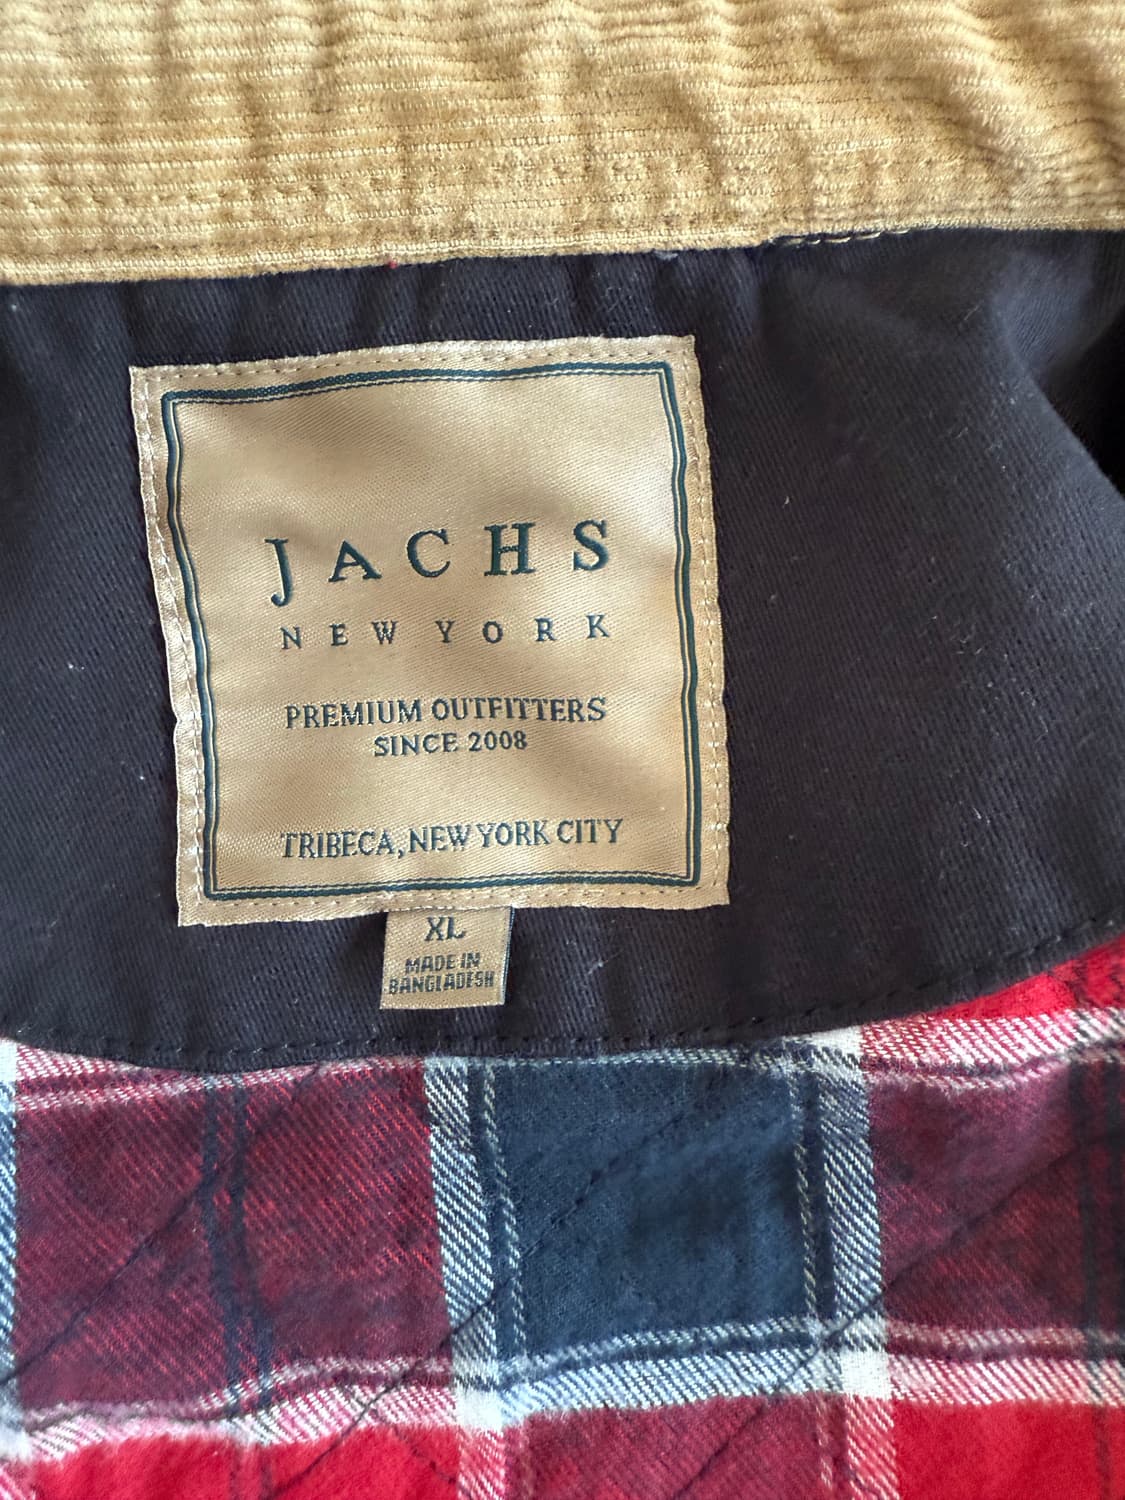 JACHS
NEW YORK
PREMIUM OUTFITTERS
SINCE 2008
TRIBECA, NEW YORK CITY
XL
MADE IN
BANGLADESH